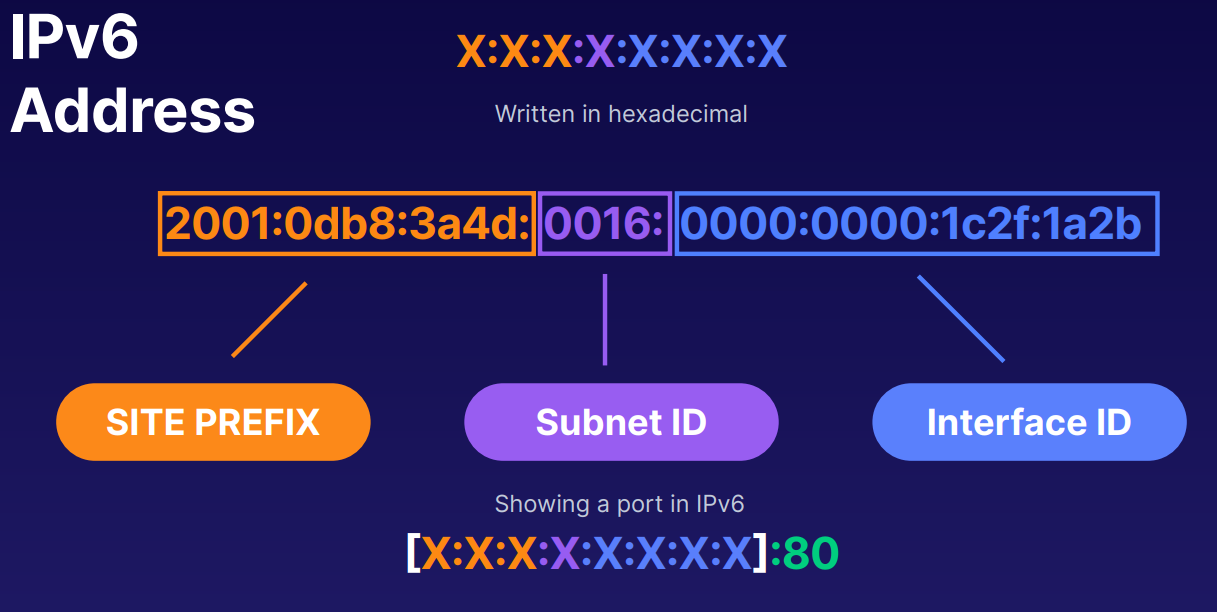 IPv6
Address
X:X:X:X:X:X:X:X
Written in hexadecimal
2001:0db8:3a4d:0016:0000:0000:1c2f:1a2b
SITE PREFIX
Subnet ID
Interface ID
Showing a port in IPv6
[X:X:X:X:X:X:X:X]:80